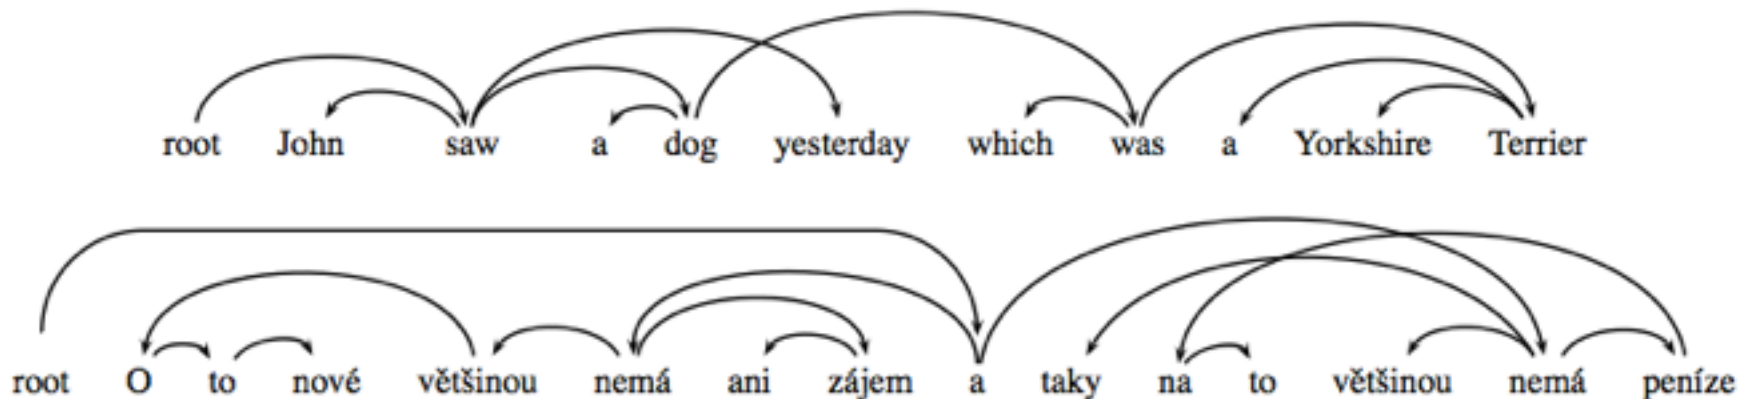 root John saw a dog yesterday which was a Yorkshire Terrier
root O to nové většinou nemá ani zájem a taky na to většinou nemá peníze